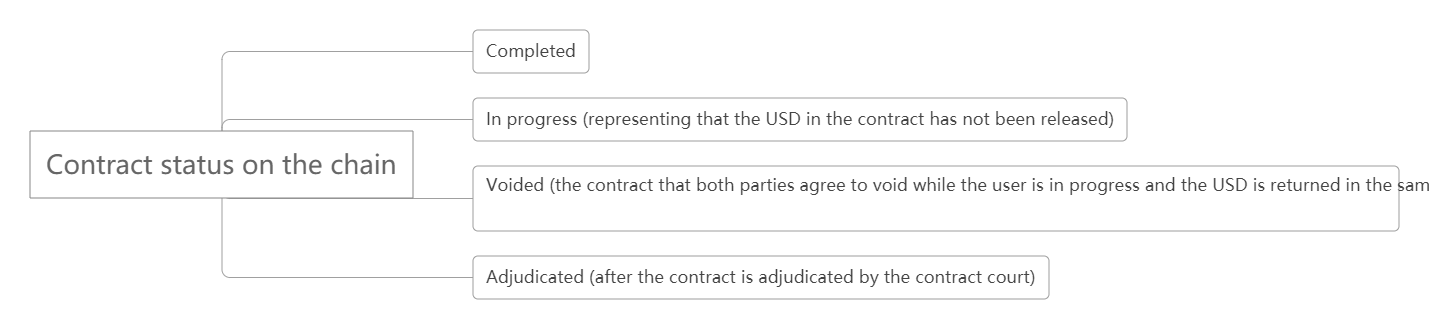 Completed
In progress (representing that the USD in the contract has not been released)
Contract status on the chain
Voided (the contract that both parties agree to void while the user is in progress and the USD is returned in the sam
Adjudicated (after the contract is adjudicated by the contract court)